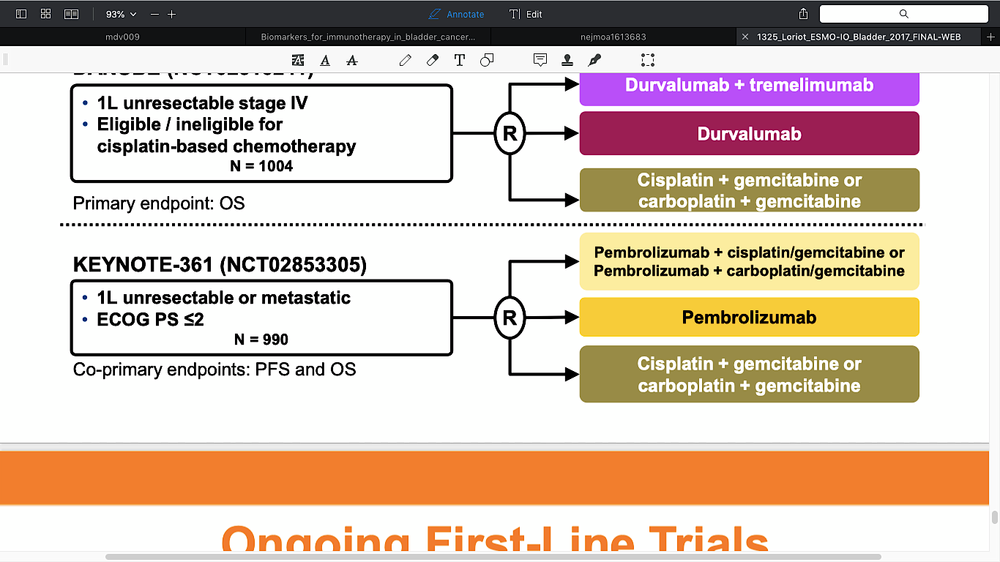 93%
Annotate
T| Edit
mdv009
Biomarkers_for_immunotherapy_in_bladder_cancer...
nejmoa1613683
1325_Loriot_ESMO-IO_Bladder_2017_FINAL-WEB
• 1L unresectable stage IV
• Eligible / ineligible for
cisplatin-based chemotherapy
N = 1004
Primary endpoint: OS
R
Durvalumab + tremelimumab
Durvalumab
Cisplatin + gemcitabine or
carboplatin + gemcitabine
KEYNOTE-361 (NCT02853305)
• 1L unresectable or metastatic
• ECOG PS ≤2
N = 990
Co-primary endpoints: PFS and OS
R
Pembrolizumab + cisplatin/gemcitabine or
Pembrolizumab + carboplatin/gemcitabine
Pembrolizumab
Cisplatin + gemcitabine or
carboplatin + gemcitabine
Ongoing First-Line Trials